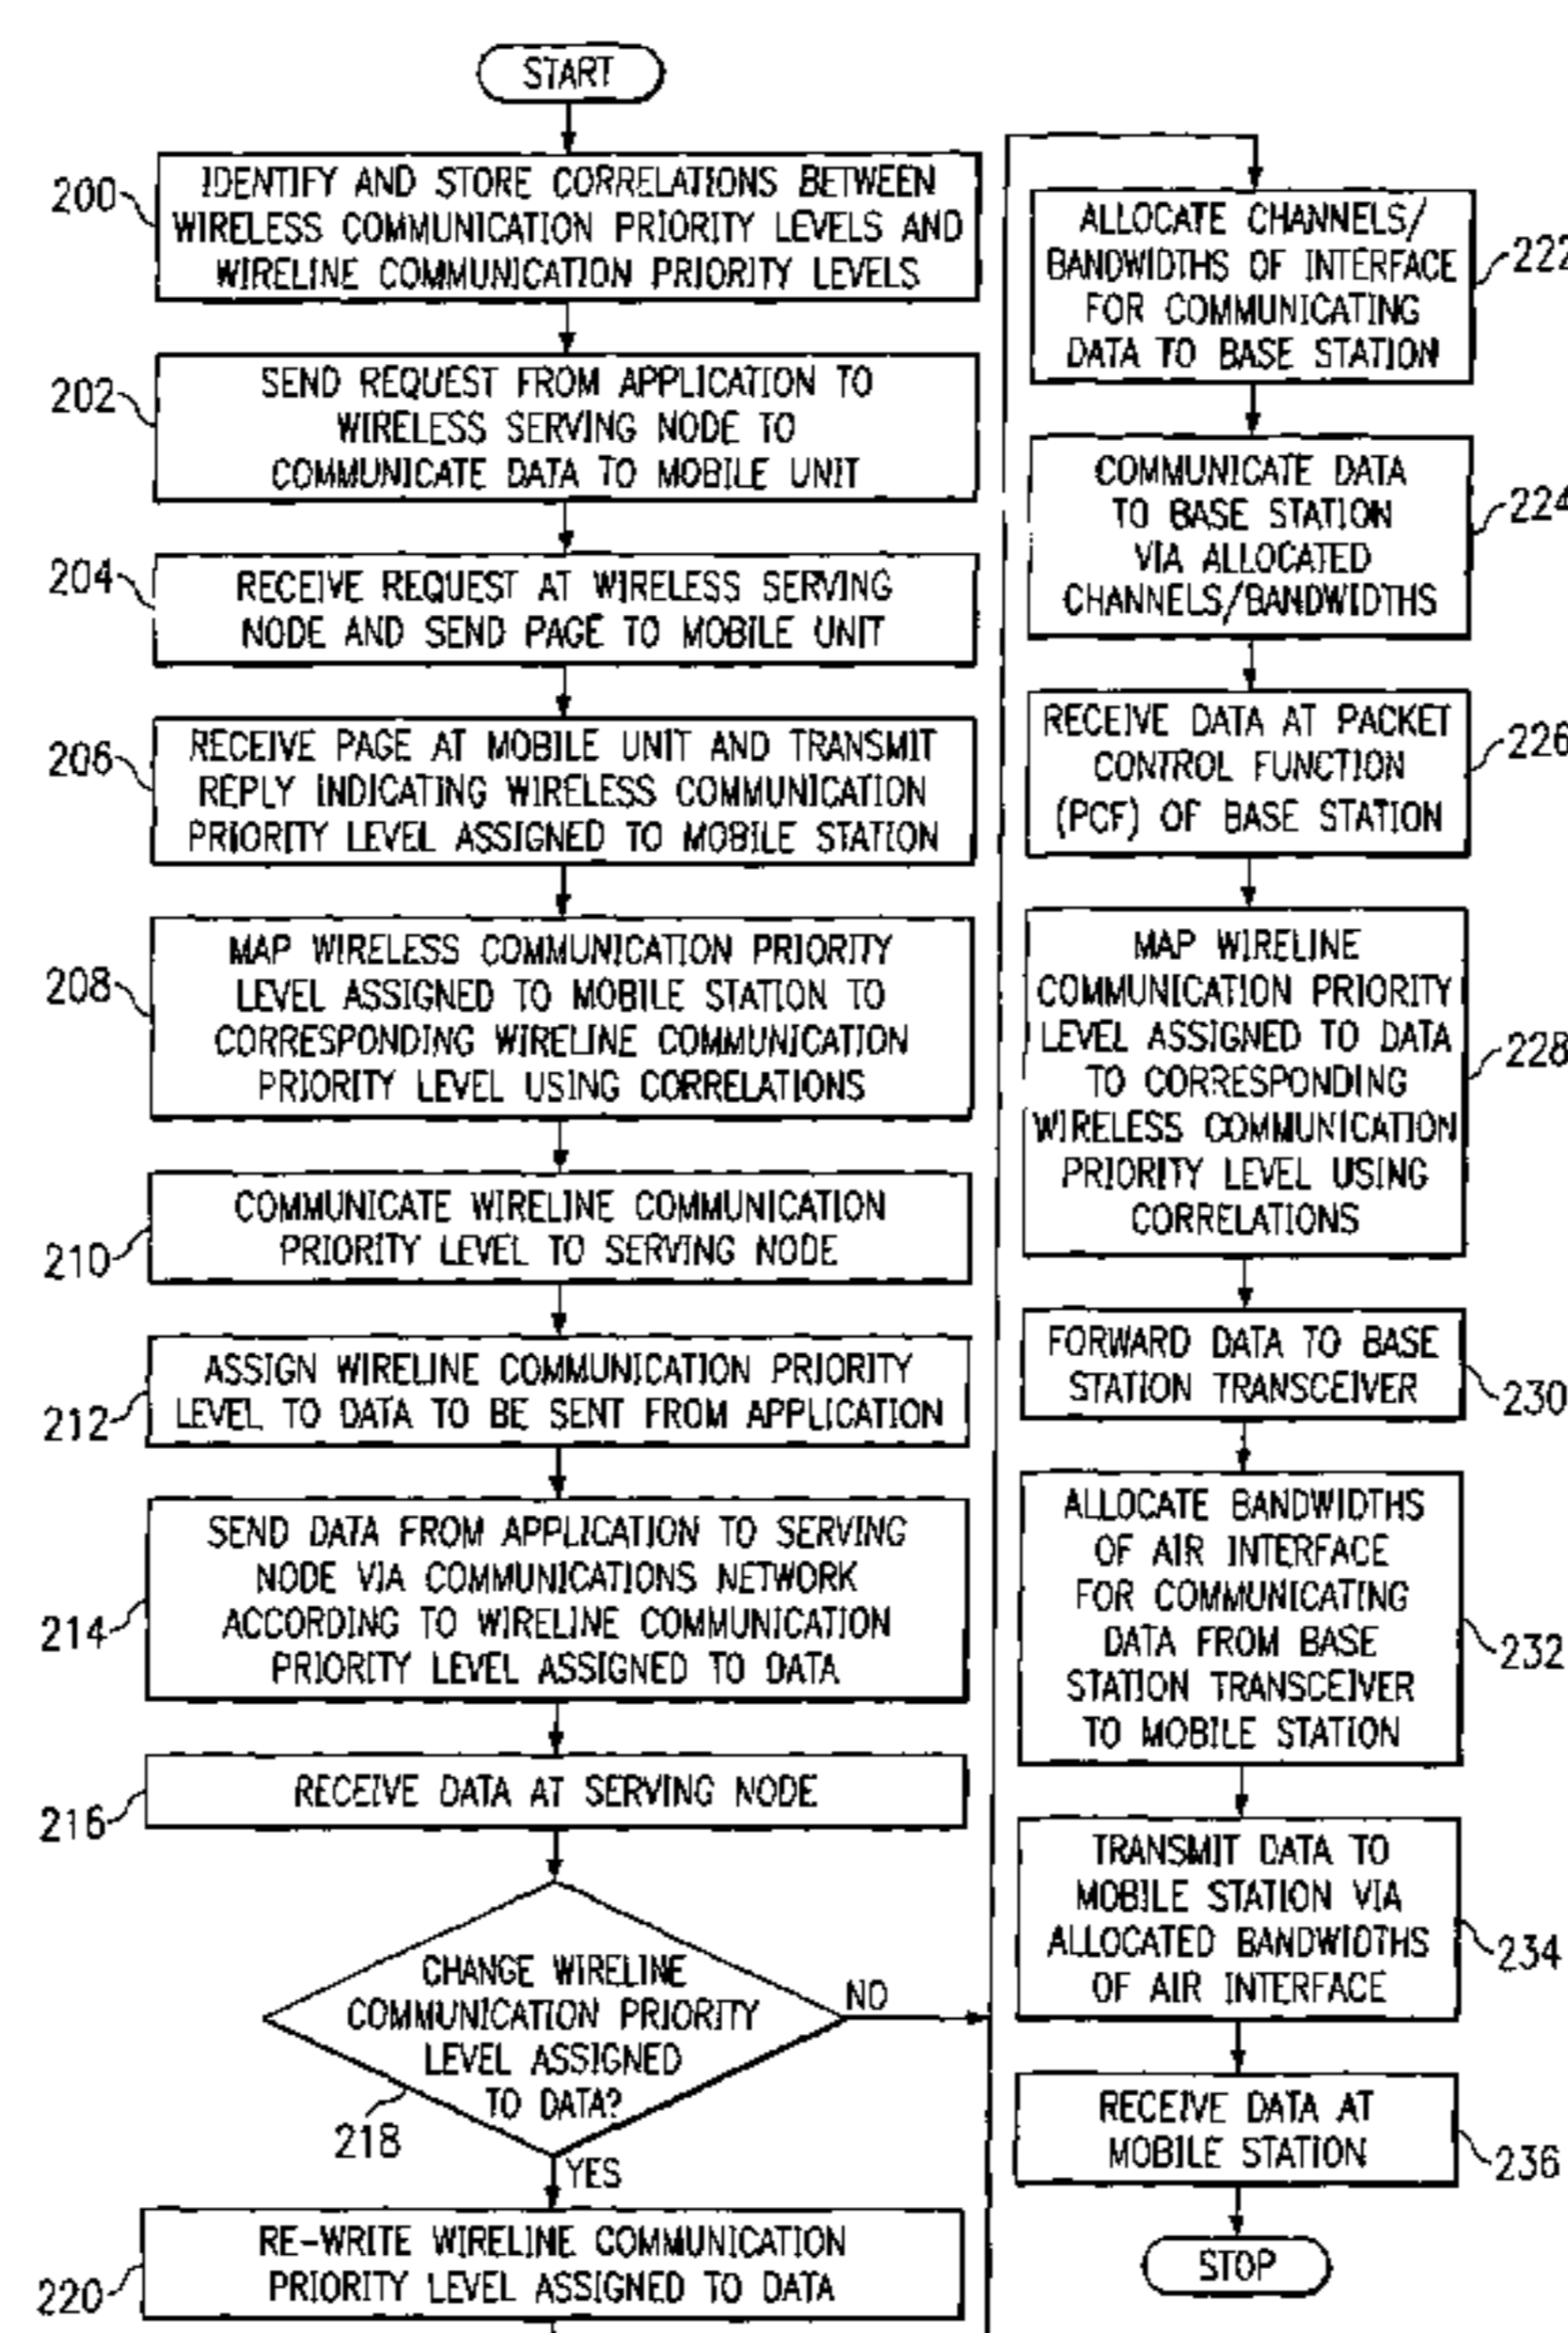 START
200
IDENTIFY AND STORE CORRELATIONS BETWEEN
WIRELESS COMMUNICATION PRIORITY LEVELS AND
WIRELINE COMMUNICATION PRIORITY LEVELS
202
SEND REQUEST FROM APPLICATION TO
WIRELESS SERVING NODE TO
COMMUNICATE DATA TO MOBILE UNIT
204
RECEIVE REQUEST AT WIRELESS SERVING
NODE AND SEND PAGE TO MOBILE UNIT
206
RECEIVE PAGE AT MOBILE UNIT AND TRANSMIT
REPLY INDICATING WIRELESS COMMUNICATION
PRIORITY LEVEL ASSIGNED TO MOBILE STATION
208
MAP WIRELESS COMMUNICATION PRIORITY
LEVEL ASSIGNED TO MOBILE STATION TO
CORRESPONDING WIRELINE COMMUNICATION
PRIORITY LEVEL USING CORRELATIONS
210
COMMUNICATE WIRELINE COMMUNICATION
PRIORITY LEVEL TO SERVING NODE
212
ASSIGN WIRELINE COMMUNICATION PRIORITY
LEVEL TO DATA TO BE SENT FROM APPLICATION
214
SEND DATA FROM APPLICATION TO SERVING
NODE VIA COMMUNICATIONS NETWORK
ACCORDING TO WIRELINE COMMUNICATION
PRIORITY LEVEL ASSIGNED TO DATA
216
RECEIVE DATA AT SERVING NODE
CHANGE WIRELINE
COMMUNICATION PRIORITY
LEVEL ASSIGNED
TO DATA?
218
NO
YES
220
RE-WRITE WIRELINE COMMUNICATION
PRIORITY LEVEL ASSIGNED TO DATA
ALLOCATE CHANNELS/
BANDWIDTHS OF INTERFACE
FOR COMMUNICATING
DATA TO BASE STATION
222
COMMUNICATE DATA
TO BASE STATION
VIA ALLOCATED
CHANNELS/BANDWIDTHS
224
RECEIVE DATA AT PACKET
CONTROL FUNCTION
(PCF) OF BASE STATION
226
MAP WIRELINE
COMMUNICATION PRIORITY
LEVEL ASSIGNED TO DATA
TO CORRESPONDING
WIRELESS COMMUNICATION
PRIORITY LEVEL USING
CORRELATIONS
228
FORWARD DATA TO BASE
STATION TRANSCEIVER
230
ALLOCATE BANDWIDTHS
OF AIR INTERFACE
FOR COMMUNICATING
DATA FROM BASE
STATION TRANSCEIVER
TO MOBILE STATION
232
TRANSMIT DATA TO
MOBILE STATION VIA
ALLOCATED BANDWIDTHS
OF AIR INTERFACE
234
RECEIVE DATA AT
MOBILE STATION
236
STOP